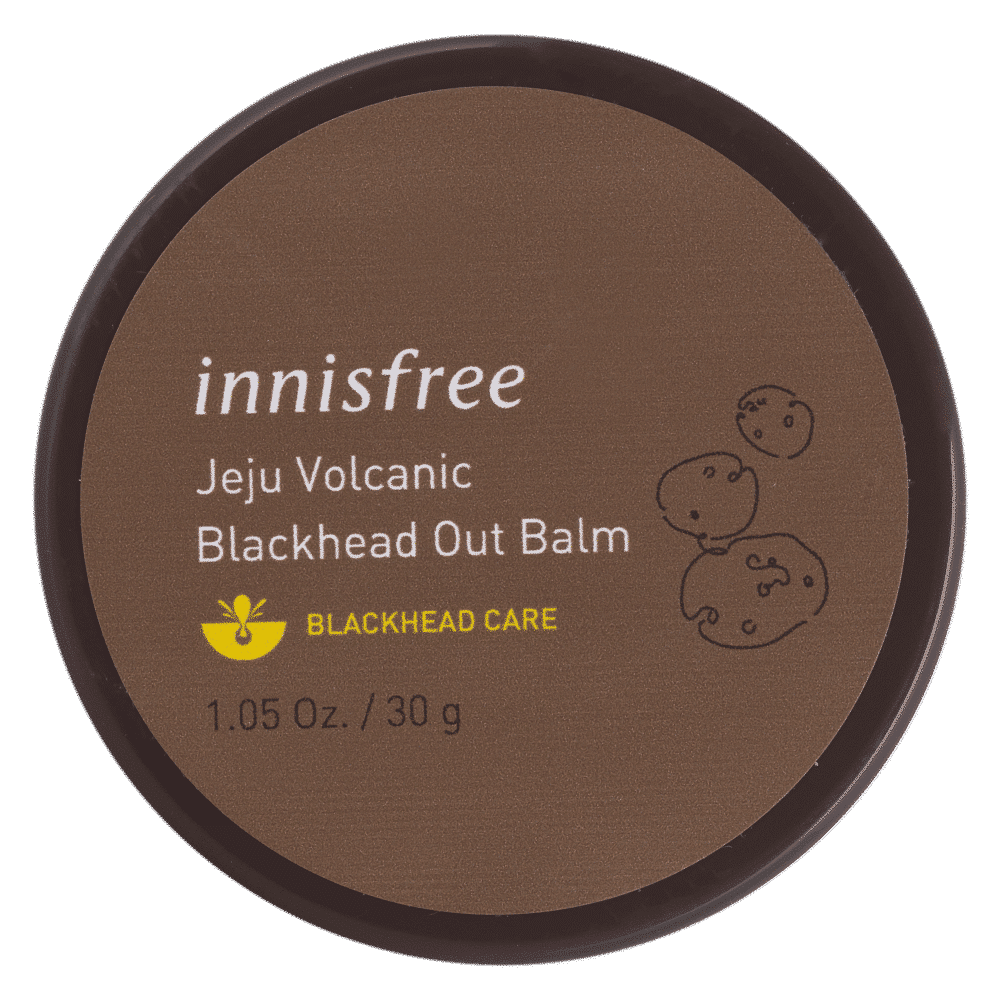 innisfree
Jeju Volcanic
Blackhead Out Balm
BLACKHEAD CARE
1.05 Oz. / 30 g